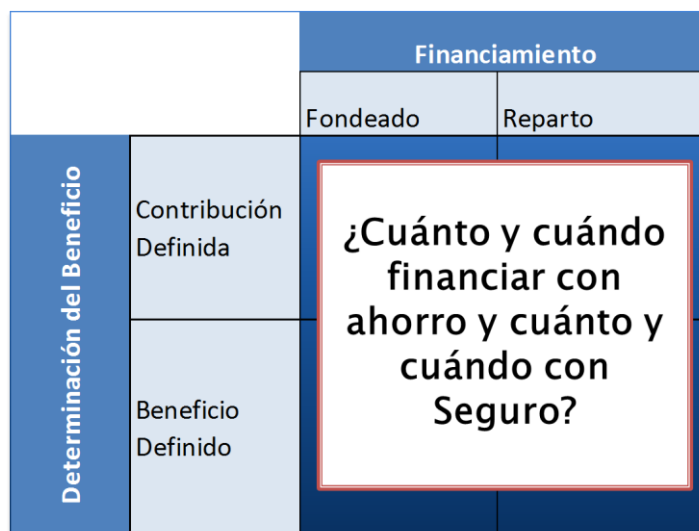 Financiamiento
Fondeado
Reparto
Determinación del Beneficio
Contribución
Definida
Beneficio
Definido
¿Cuánto y cuándo
financiar con
ahorro y cuánto y
cuándo con
Seguro?